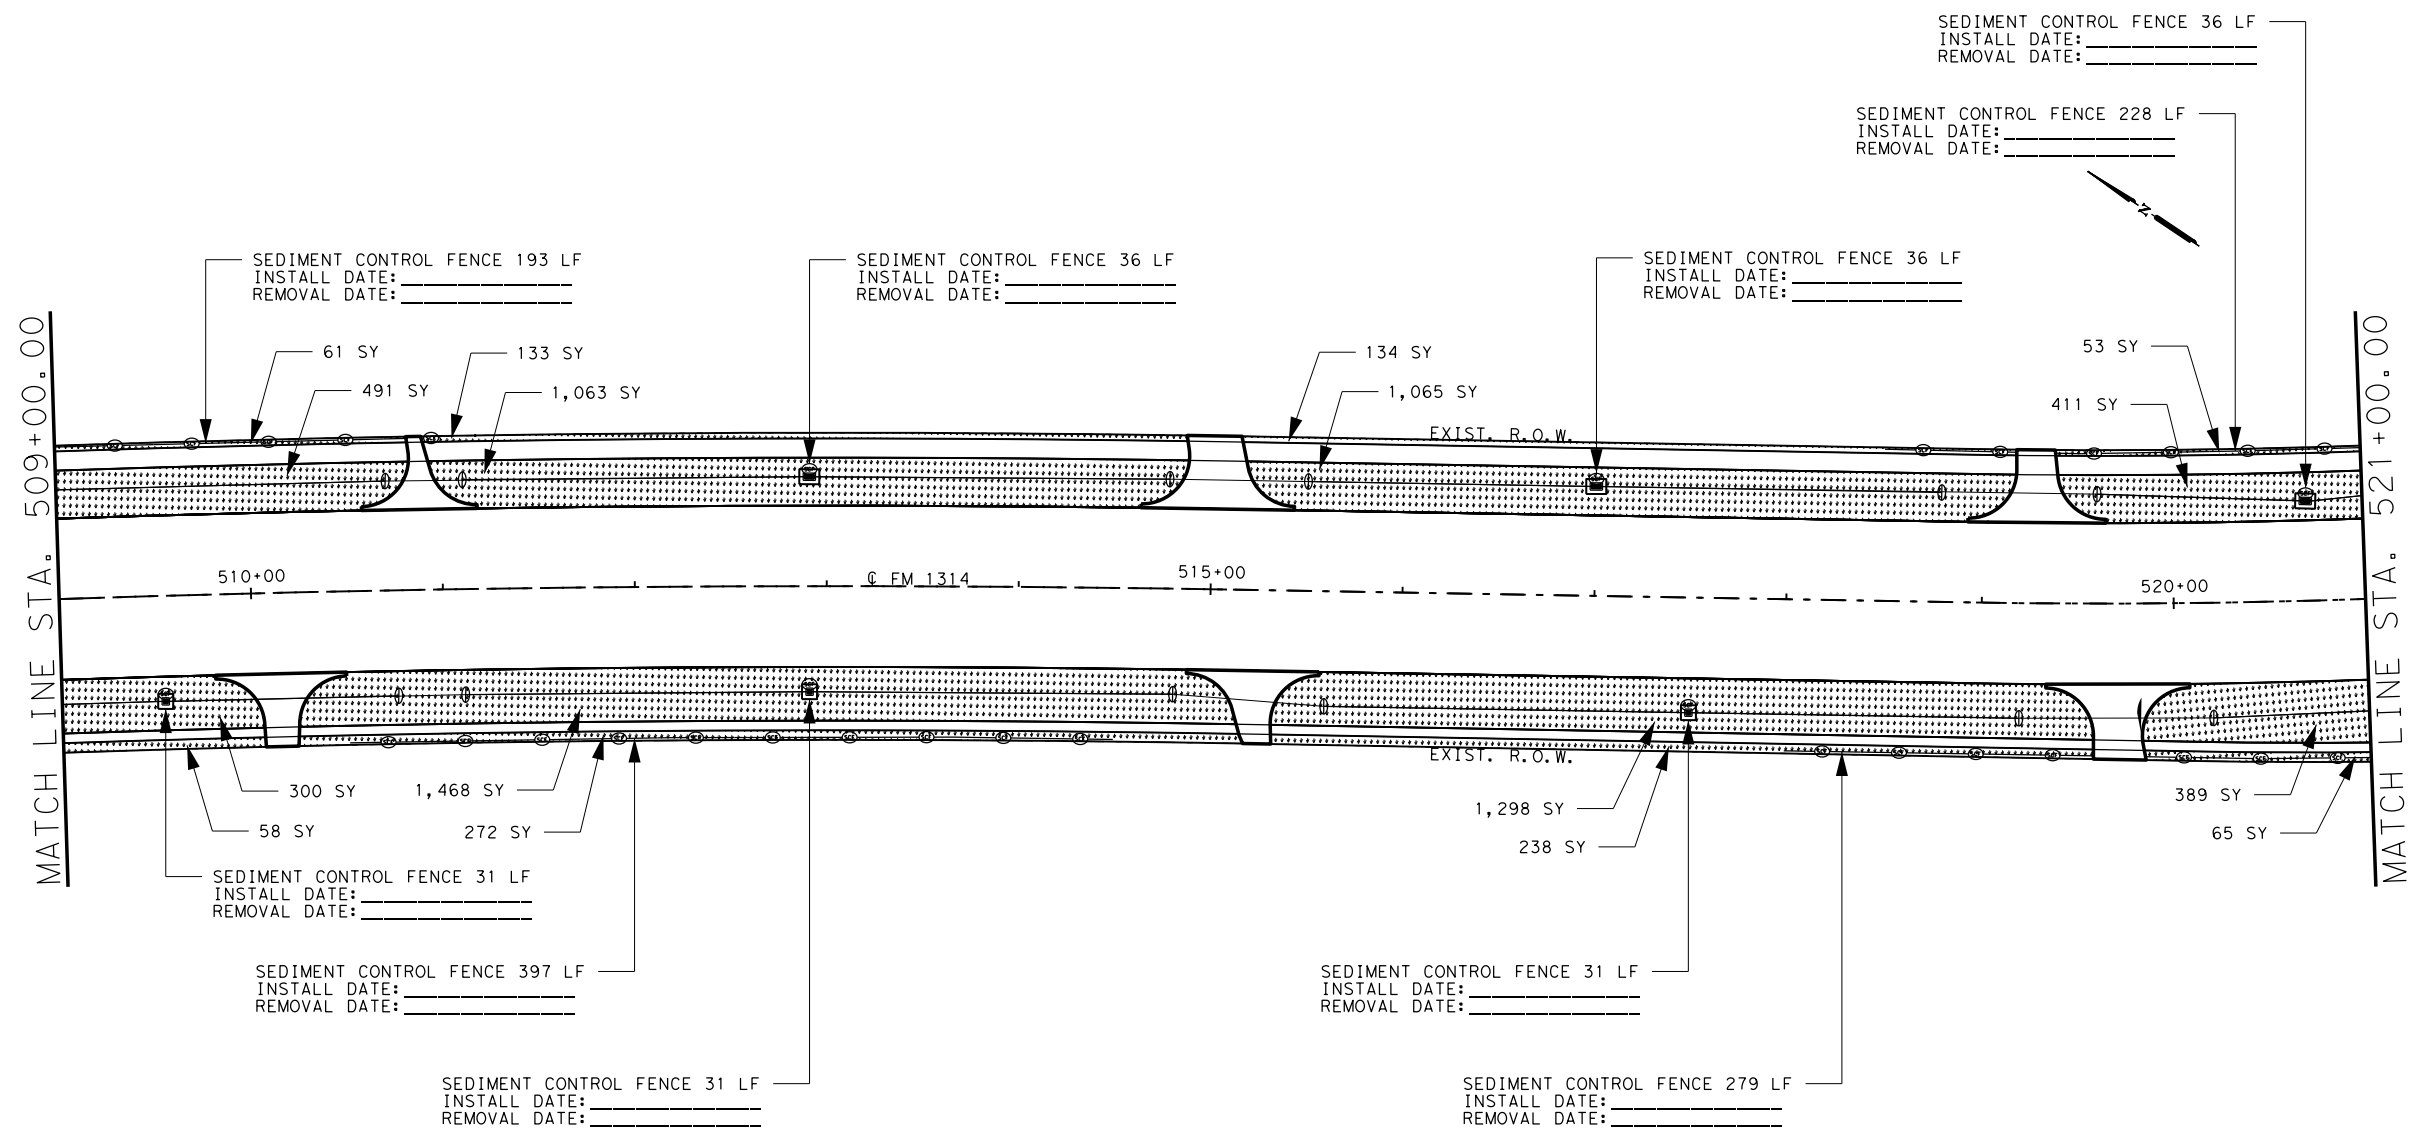 SEDIMENT CONTROL FENCE 36 LF
INSTALL DATE:
REMOVAL DATE:
SEDIMENT CONTROL FENCE 228 LF
INSTALL DATE:
REMOVAL DATE:
N
SEDIMENT CONTROL FENCE 193 LF
INSTALL DATE:
REMOVAL DATE:
SEDIMENT CONTROL FENCE 36 LF
INSTALL DATE:
REMOVAL DATE:
SEDIMENT CONTROL FENCE 36 LF
INSTALL DATE:
REMOVAL DATE:
61 SY
133 SY
134 SY
53 SY
491 SY
1,063 SY
1,065 SY
411 SY
EXIST. R.O.W.
MATCH LINE STA. 509+00.00
MATCH LINE STA. 521+00.00
510+00
℄ FM 1314
515+00
520+00
EXIST. R.O.W.
300 SY
1,468 SY
1,298 SY
389 SY
58 SY
272 SY
238 SY
65 SY
SEDIMENT CONTROL FENCE 31 LF
INSTALL DATE:
REMOVAL DATE:
SEDIMENT CONTROL FENCE 397 LF
INSTALL DATE:
REMOVAL DATE:
SEDIMENT CONTROL FENCE 31 LF
INSTALL DATE:
REMOVAL DATE:
SEDIMENT CONTROL FENCE 31 LF
INSTALL DATE:
REMOVAL DATE:
SEDIMENT CONTROL FENCE 279 LF
INSTALL DATE:
REMOVAL DATE: